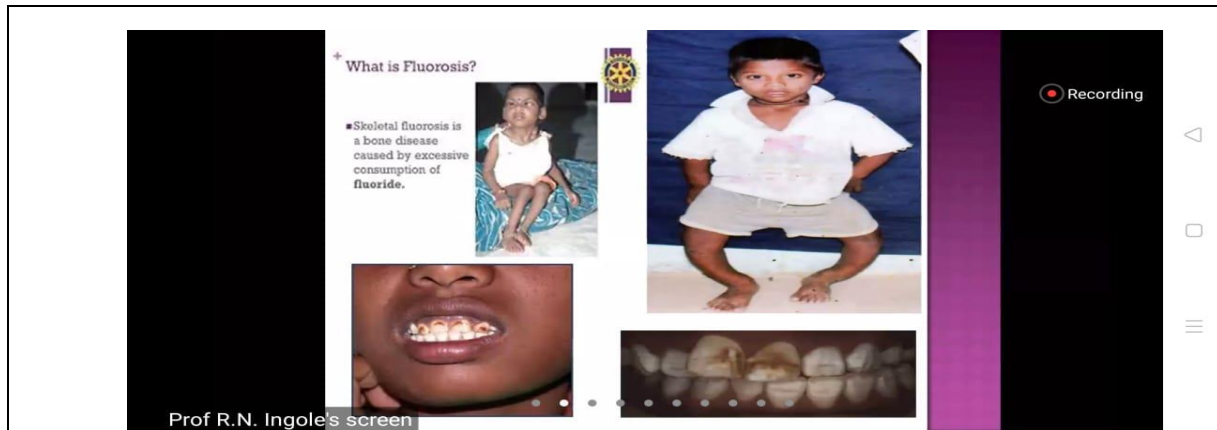 +
What is Fluorosis?
■Skeletal fluorosis is
a bone disease
caused by excessive
consumption of
fluoride.
Recording
Prof R.N. Ingole's screen